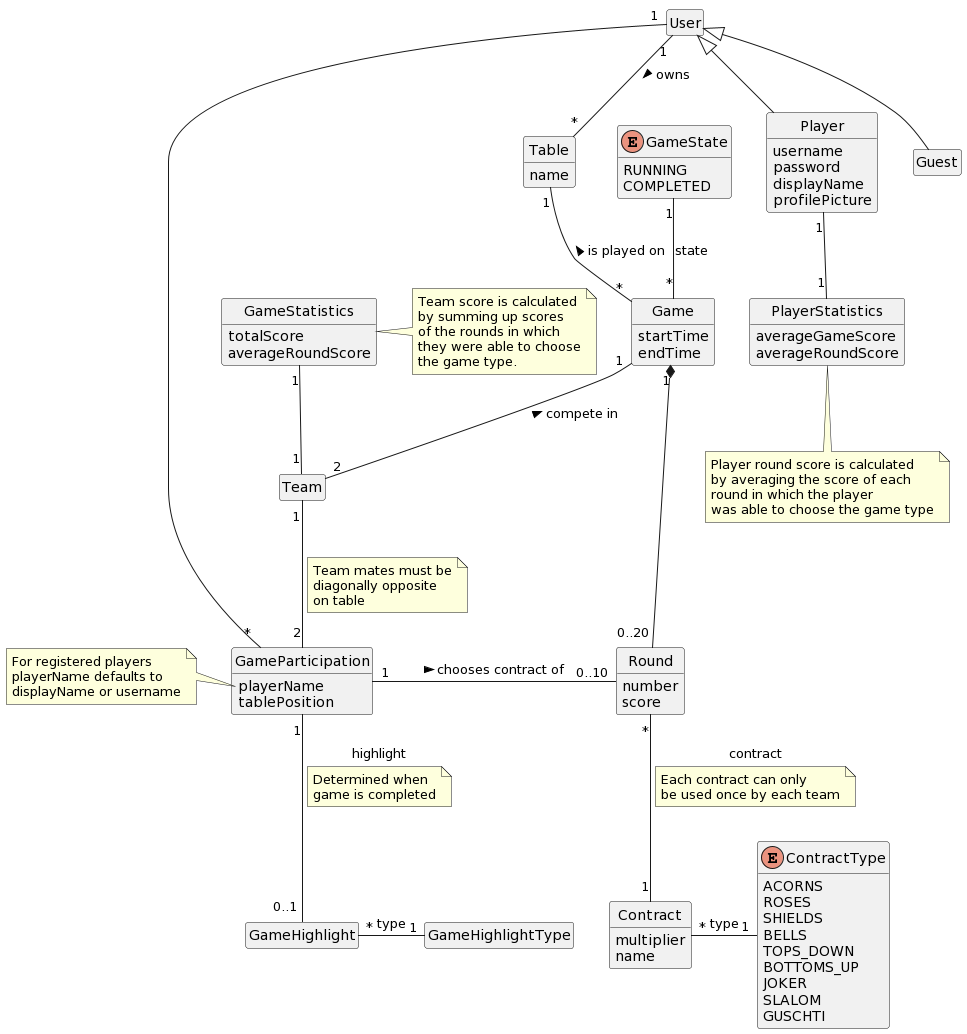 1
User
1
owns
*
Table
name
E GameState
RUNNING
COMPLETED
Player
username
password
displayName
profilePicture
Guest
1
1
1
is played on
state
*
*
1
GameStatistics
totalScore
averageRoundScore
Team score is calculated
by summing up scores
of the rounds in which
they were able to choose
the game type.
Game
startTime
endTime
PlayerStatistics
averageGameScore
averageRoundScore
1
1
1
compete in
1
2
Team
Player round score is calculated
by averaging the score of each
round in which the player
was able to choose the game type
1
Team mates must be
diagonally opposite
on table
*
2
0..20
For registered players
playerName defaults to
displayName or username
GameParticipation
playerName
tablePosition
1
chooses contract of
0..10
Round
number
score
1
*
highlight
contract
Determined when
game is completed
Each contract can only
be used once by each team
0..1
1
GameHighlight
* type 1
GameHighlightType
Contract
multiplier
name
* type 1
E ContractType
ACORNS
ROSES
SHIELDS
BELLS
TOPS_DOWN
BOTTOMS_UP
JOKER
SLALOM
GUSCHTI